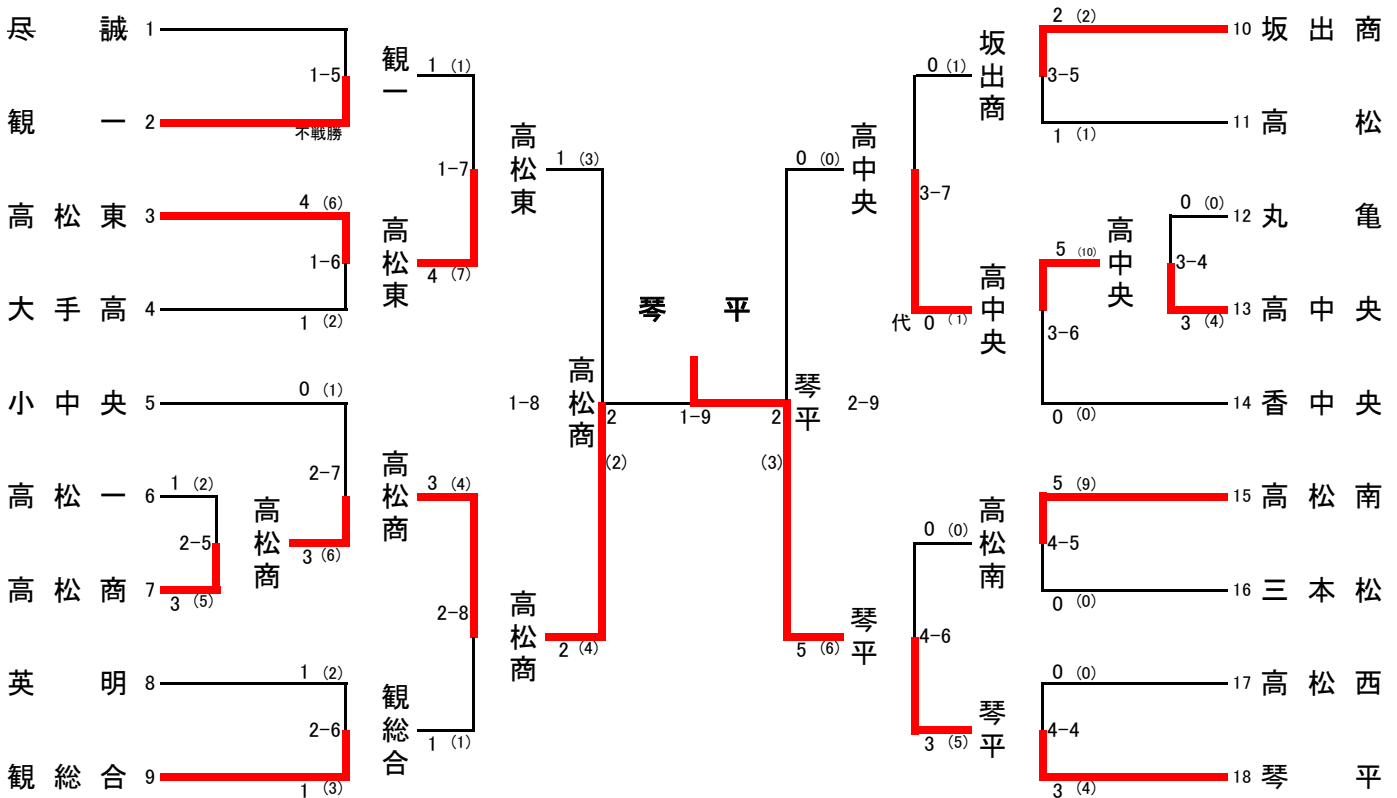 尽 誠 1
1-5
観 一 2
不戦勝
高松東 3
4 (6)
1-6
大手高 4
1 (2)
小中央 5
0 (1)
2-7
高松一 6
1 (2)
2-5
高松商 7
3 (5)
高松商
3 (6)
英 明 8
1 (2)
2-6
観総合 9
1 (3)
観一
1 (1)
1-7
高松東
4 (7)
高松商
3 (4)
2-8
観総合
1 (1)
高松東
1 (3)
1-8
高松商
2 (4)
高松商
2
(2)
琴 平
1-9
琴平
2
(3)
2-9
高中央
0 (0)
琴平
5 (6)
坂出商
0 (1)
3-7
高中央
代 0 (1)
高松南
0 (0)
4-6
琴平
3 (5)
2 (2)
10 坂出商
3-5
1 (1)
11 高 松
0 (0)
12 丸 亀
3-4
3 (4)
13 高中央
高中央
5 (10)
3-6
0 (0)
14 香中央
5 (9)
15 高松南
4-5
0 (0)
16 三本松
0 (0)
17 高松西
4-4
3 (4)
18 琴 平